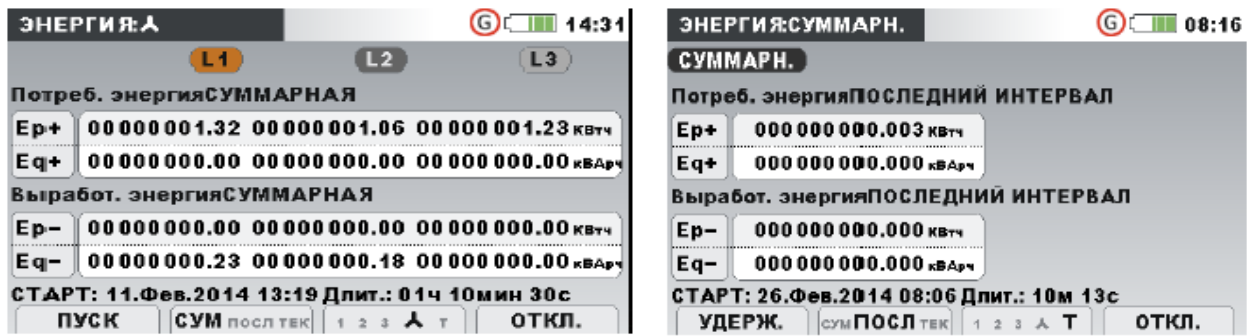 ЭНЕРГИЯ:⅄ G 14:31
L1 L2 L3
Потреб. энергияСУММАРНАЯ
Ep+ 00000001.32 00000001.06 00000001.23 кВтч
Eq+ 00000000.00 00000000.00 00000000.00 кВАрч
Выработ. энергияСУММАРНАЯ
Ep− 00000000.00 00000000.00 00000000.00 кВтч
Eq− 00000000.23 00000000.18 00000000.00 кВАрч
СТАРТ: 11.Фев.2014 13:19 Длит.: 01ч 10мин 30с
ПУСК СУМ ПОСЛ ТЕК 1 2 3 ⅄ T ОТКЛ.
ЭНЕРГИЯ:СУММАРН. G 08:16
СУММАРН.
Потреб. энергияПОСЛЕДНИЙ ИНТЕРВАЛ
Ep+ 000000000.003 кВтч
Eq+ 000000000.000 кВАрч
Выработ. энергияПОСЛЕДНИЙ ИНТЕРВАЛ
Ep− 000000000.000 кВтч
Eq− 000000000.000 кВАрч
СТАРТ: 26.Фев.2014 08:06 Длит.: 10м 13с
УДЕРЖ. СУМ ПОСЛ ТЕК 1 2 3 ⅄ T ОТКЛ.